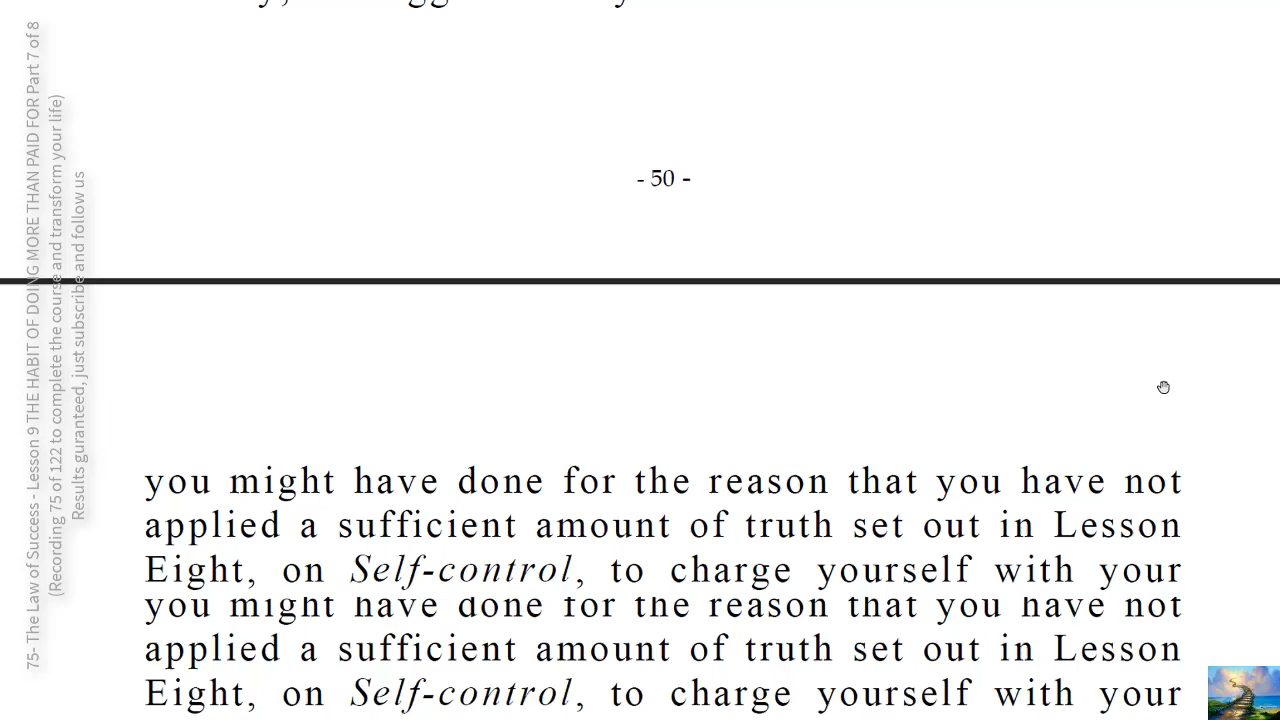 75- The Law of Success - Lesson 9 THE HABIT OF DOING MORE THAN PAID FOR Part 7 of 8
(Recording 75 of 122 to complete the course and transform your life)
Results guranteed, just subscribe and follow us
- 50 -
you might have done for the reason that you have not
applied a sufficient amount of truth set out in Lesson
Eight, on Self-control, to charge yourself with your
you might have done for the reason that you have not
applied a sufficient amount of truth set out in Lesson
Eight, on Self-control, to charge yourself with your